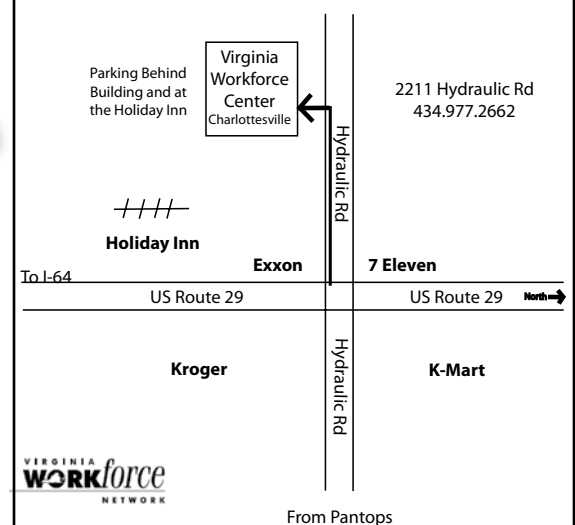 Parking Behind
Building and at
the Holiday Inn
Virginia
Workforce
Center
Charlottesville
2211 Hydraulic Rd
434.977.2662
Hydraulic Rd
Holiday Inn
Exxon
7 Eleven
To I-64
US Route 29
US Route 29
North
Kroger
Hydraulic Rd
K-Mart
VIRGINIA
WORKforce
NETWORK
From Pantops